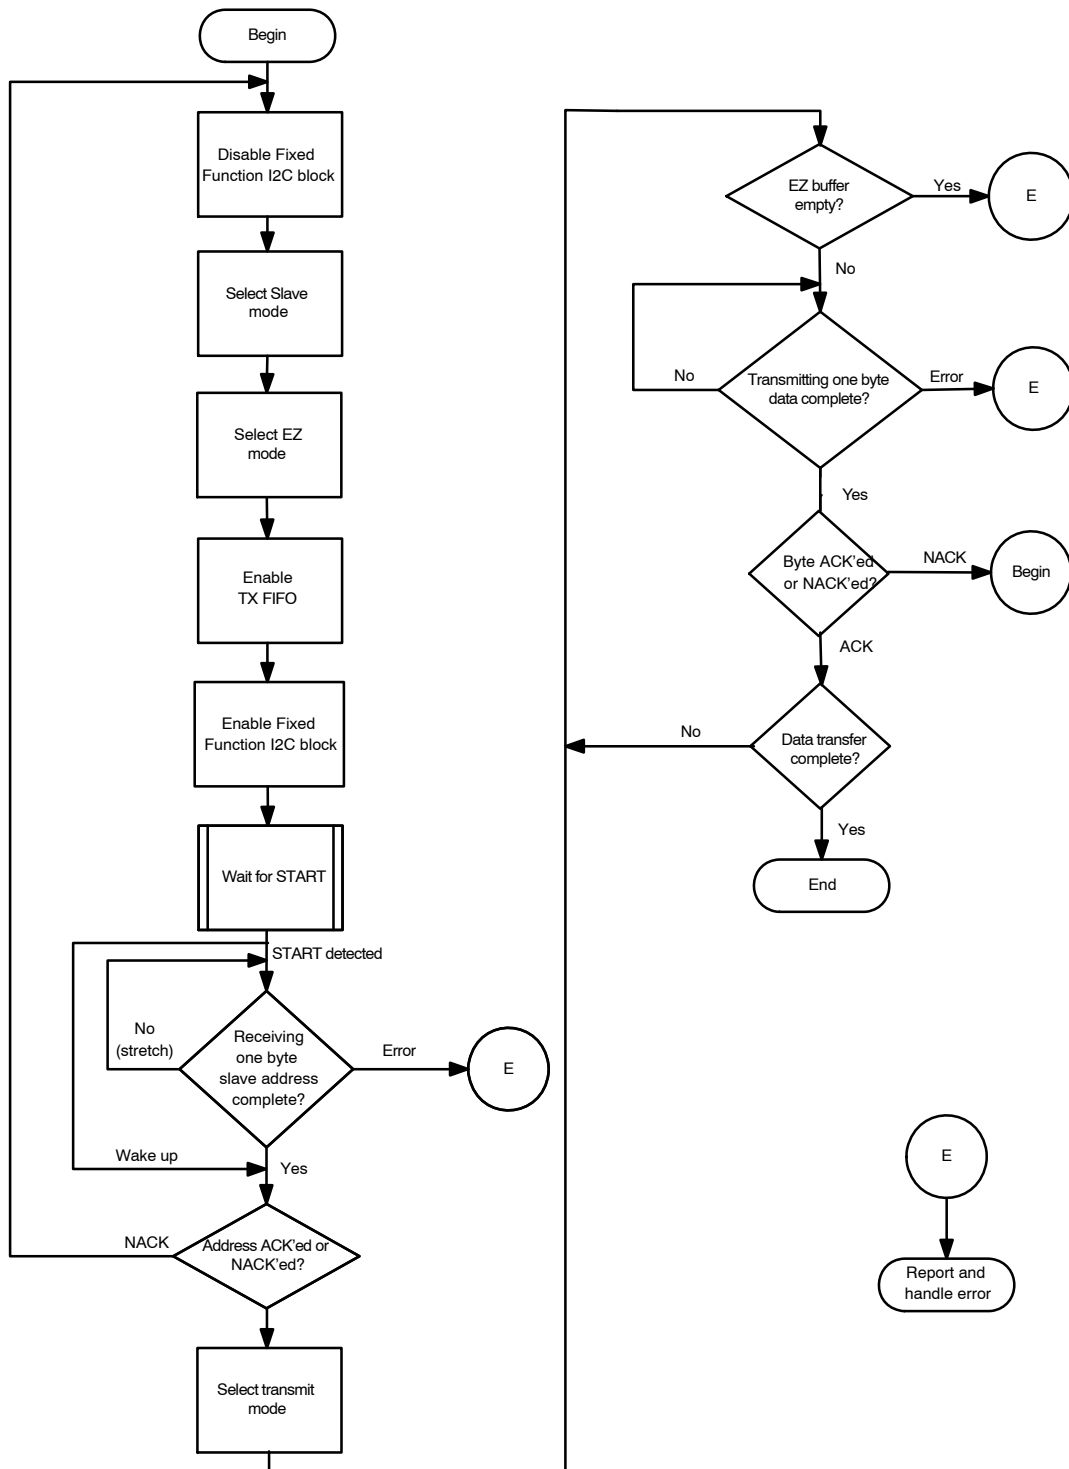 Begin
Disable Fixed
Function I2C block
Select Slave
mode
Select EZ
mode
Enable
TX FIFO
Enable Fixed
Function I2C block
Wait for START
START detected
No
(stretch)
Receiving
one byte
slave address
complete?
Error
E
Wake up
Yes
NACK
Address ACK'ed or
NACK'ed?
Select transmit
mode
EZ buffer
empty?
Yes
E
No
No
Transmitting one byte
data complete?
Error
E
Yes
Byte ACK'ed
or NACK'ed?
NACK
Begin
ACK
No
Data transfer
complete?
Yes
End
E
Report and
handle error